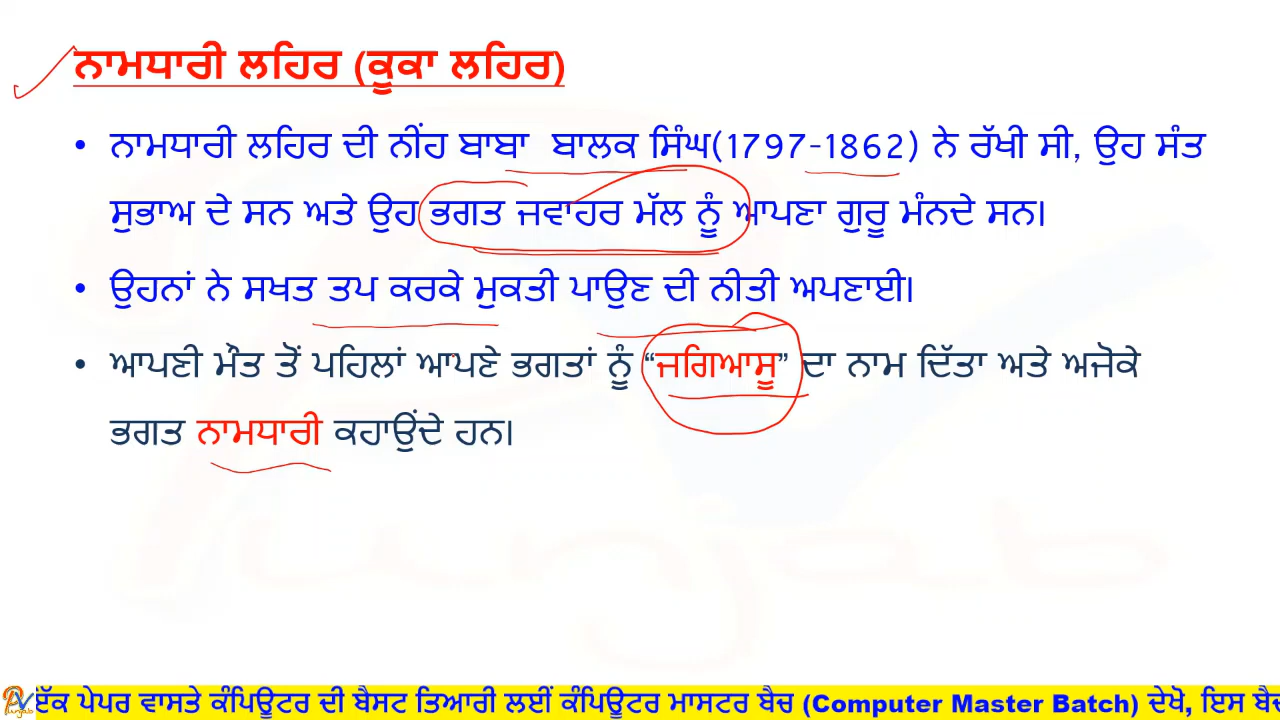 ਨਾਮਧਾਰੀ ਲਹਿਰ (ਕੂਕਾ ਲਹਿਰ)
• ਨਾਮਧਾਰੀ ਲਹਿਰ ਦੀ ਨੀਂਹ ਬਾਬਾ ਬਾਲਕ ਸਿੰਘ(1797-1862) ਨੇ ਰੱਖੀ ਸੀ, ਉਹ ਸੰਤ
ਸੁਭਾਅ ਦੇ ਸਨ ਅਤੇ ਉਹ ਭਗਤ ਜਵਾਹਰ ਮੱਲ ਨੂੰ ਆਪਣਾ ਗੁਰੂ ਮੰਨਦੇ ਸਨ।
• ਉਹਨਾਂ ਨੇ ਸਖਤ ਤਪ ਕਰਕੇ ਮੁਕਤੀ ਪਾਉਣ ਦੀ ਨੀਤੀ ਅਪਣਾਈ।
• ਆਪਣੀ ਮੌਤ ਤੋਂ ਪਹਿਲਾਂ ਆਪਣੇ ਭਗਤਾਂ ਨੂੰ “ਜਗਿਆਸੂ” ਦਾ ਨਾਮ ਦਿੱਤਾ ਅਤੇ ਅਜੋਕੇ
ਭਗਤ ਨਾਮਧਾਰੀ ਕਹਾਉਂਦੇ ਹਨ।
Punjab
ਇੱਕ ਪੇਪਰ ਵਾਸਤੇ ਕੰਪਿਊਟਰ ਦੀ ਬੈਸਟ ਤਿਆਰੀ ਲਈਂ ਕੰਪਿਊਟਰ ਮਾਸਟਰ ਬੈਚ (Computer Master Batch) ਦੇਖੋ, ਇਸ